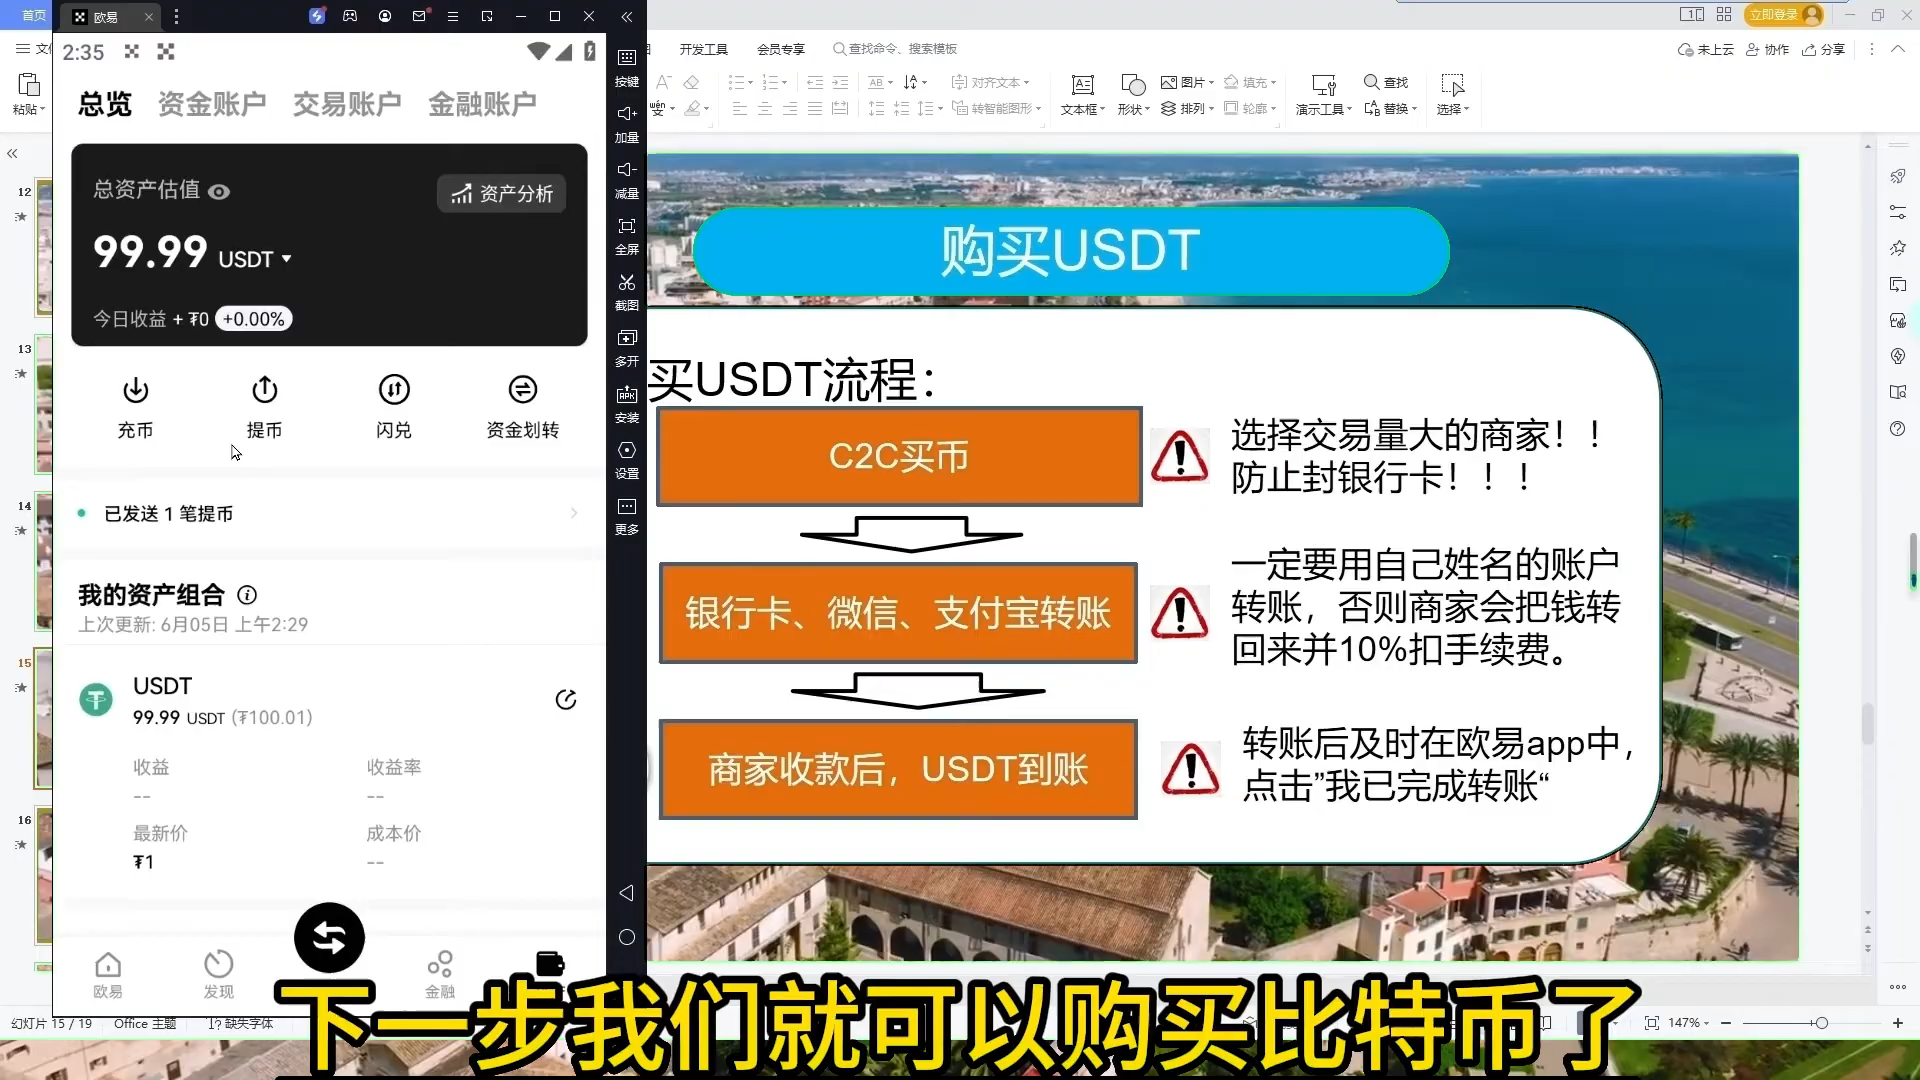 首页
欧易
2:35
总览 资金账户 交易账户 金融账户
总资产估值
资产分析
99.99 USDT
今日收益 + ₮0 +0.00%
充币 提币 闪兑 资金划转
已发送 1 笔提币
我的资产组合
上次更新: 6月05日 上午2:29
USDT
99.99 USDT (₮100.01)
收益 收益率
-- --
最新价 成本价
₮1 --
欧易 发现 金融
按键
加量
减量
全屏
截图
多开
安装
设置
更多
粘贴
12
13
14
15
16
开发工具 会员专享 查找命令、搜索模板
立即登录
未上云 协作 分享
对齐文本
转智能图形
文本框 形状 图片 排列 填充 轮廓 演示工具 查找 替换 选择
购买USDT
买USDT流程：
C2C买币
选择交易量大的商家！！
防止封银行卡！！！
银行卡、微信、支付宝转账
一定要用自己姓名的账户
转账，否则商家会把钱转
回来并10%扣手续费。
商家收款后，USDT到账
转账后及时在欧易app中，
点击”我已完成转账“
幻灯片 15 / 19 Office 主题 缺失字体
147%
下一步我们就可以购买比特币了